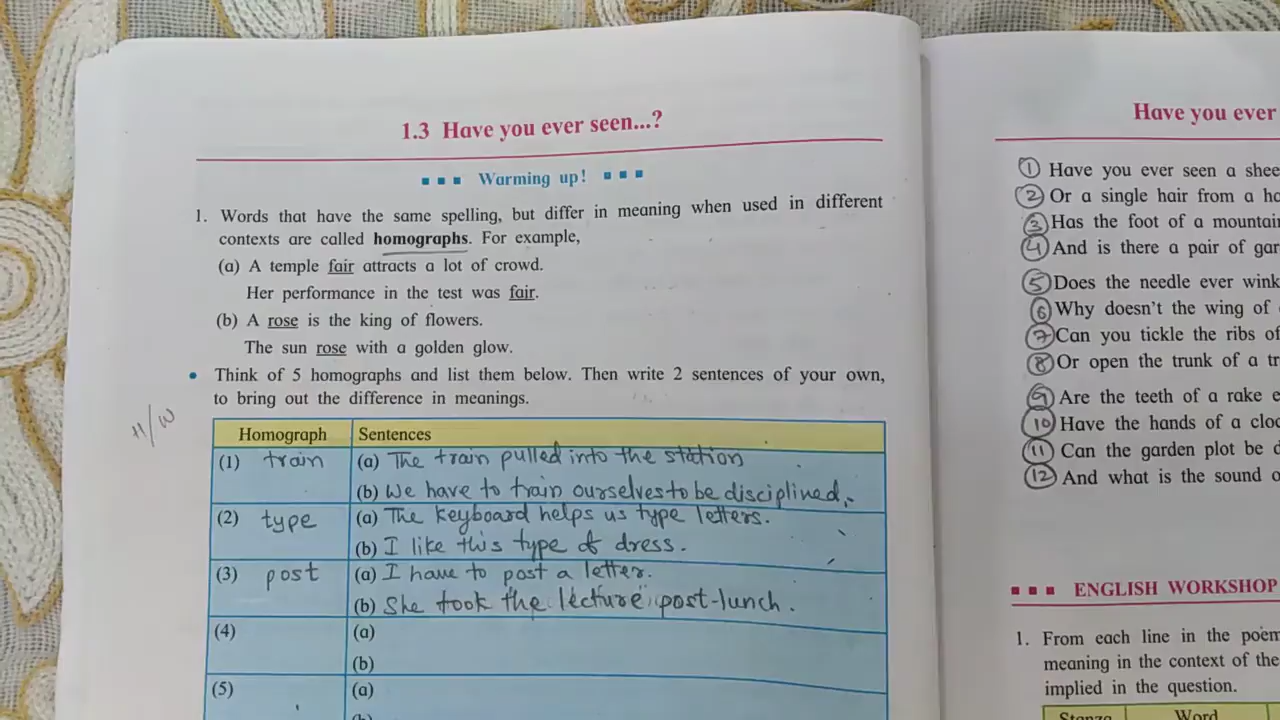 1.3 Have you ever seen...?
Warming up!
1. Words that have the same spelling, but differ in meaning when used in different
contexts are called homographs. For example,
(a) A temple fair attracts a lot of crowd.
Her performance in the test was fair.
(b) A rose is the king of flowers.
The sun rose with a golden glow.
• Think of 5 homographs and list them below. Then write 2 sentences of your own,
to bring out the difference in meanings.
H/W
Homograph Sentences
(1) train (a) The train pulled into the station
(b) We have to train ourselves to be disciplined.
(2) type (a) The keyboard helps us type letters.
(b) I like this type of dress.
(3) post (a) I have to post a letter.
(b) She took the lecture post-lunch.
(4) (a)
(b)
(5) (a)
Have you ever
1 Have you ever seen a shee
2 Or a single hair from a ha
3 Has the foot of a mountain
4 And is there a pair of gar
5 Does the needle ever wink
6 Why doesn't the wing of
7 Can you tickle the ribs of
8 Or open the trunk of a tr
9 Are the teeth of a rake e
10 Have the hands of a cloc
11 Can the garden plot be d
12 And what is the sound o
ENGLISH WORKSHOP
1. From each line in the poem
meaning in the context of the
implied in the question.
Stanza Word